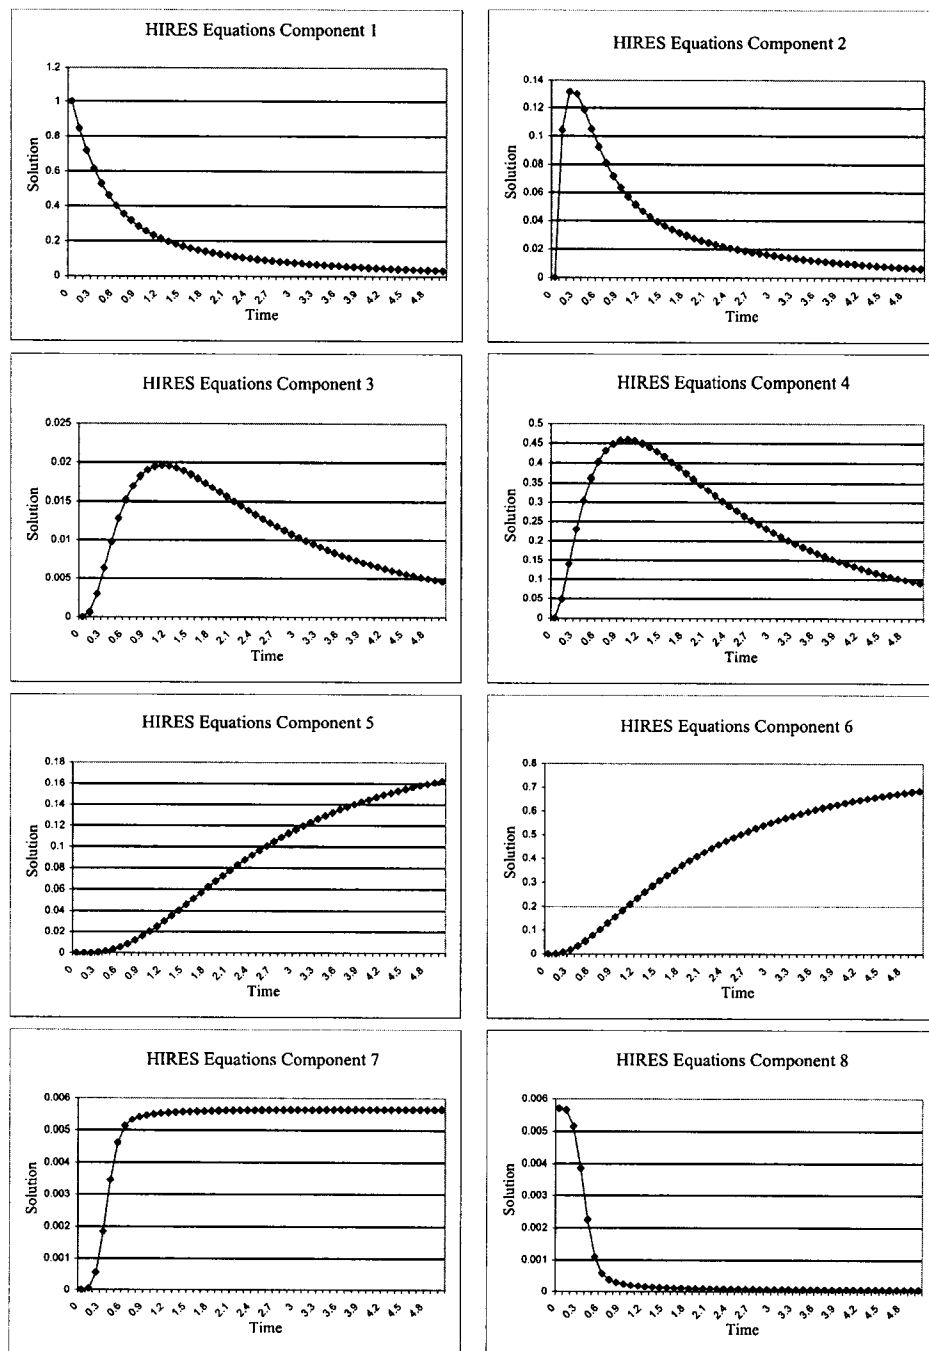 HIRES Equations Component 1
1.2
1
0.8
0.6
0.4
0.2
0
Solution
0 0.3 0.6 0.9 1.2 1.5 1.8 2.1 2.4 2.7 3 3.3 3.6 3.9 4.2 4.5 4.8
Time
HIRES Equations Component 2
0.14
0.12
0.1
0.08
0.06
0.04
0.02
0
Solution
0 0.3 0.6 0.9 1.2 1.5 1.8 2.1 2.4 2.7 3 3.3 3.6 3.9 4.2 4.5 4.8
Time
HIRES Equations Component 3
0.025
0.02
0.015
0.01
0.005
0
Solution
0 0.3 0.6 0.9 1.2 1.5 1.8 2.1 2.4 2.7 3 3.3 3.6 3.9 4.2 4.5 4.8
Time
HIRES Equations Component 4
0.5
0.45
0.4
0.35
0.3
0.25
0.2
0.15
0.1
0.05
0
Solution
0 0.3 0.6 0.9 1.2 1.5 1.8 2.1 2.4 2.7 3 3.3 3.6 3.9 4.2 4.5 4.8
Time
HIRES Equations Component 5
0.18
0.16
0.14
0.12
0.1
0.08
0.06
0.04
0.02
0
Solution
0 0.3 0.6 0.9 1.2 1.5 1.8 2.1 2.4 2.7 3 3.3 3.6 3.9 4.2 4.5 4.8
Time
HIRES Equations Component 6
0.8
0.7
0.6
0.5
0.4
0.3
0.2
0.1
0
Solution
0 0.3 0.6 0.9 1.2 1.5 1.8 2.1 2.4 2.7 3 3.3 3.6 3.9 4.2 4.5 4.8
Time
HIRES Equations Component 7
0.006
0.005
0.004
0.003
0.002
0.001
0
Solution
0 0.3 0.6 0.9 1.2 1.5 1.8 2.1 2.4 2.7 3 3.3 3.6 3.9 4.2 4.5 4.8
Time
HIRES Equations Component 8
0.006
0.005
0.004
0.003
0.002
0.001
0
Solution
0 0.3 0.6 0.9 1.2 1.5 1.8 2.1 2.4 2.7 3 3.3 3.6 3.9 4.2 4.5 4.8
Time